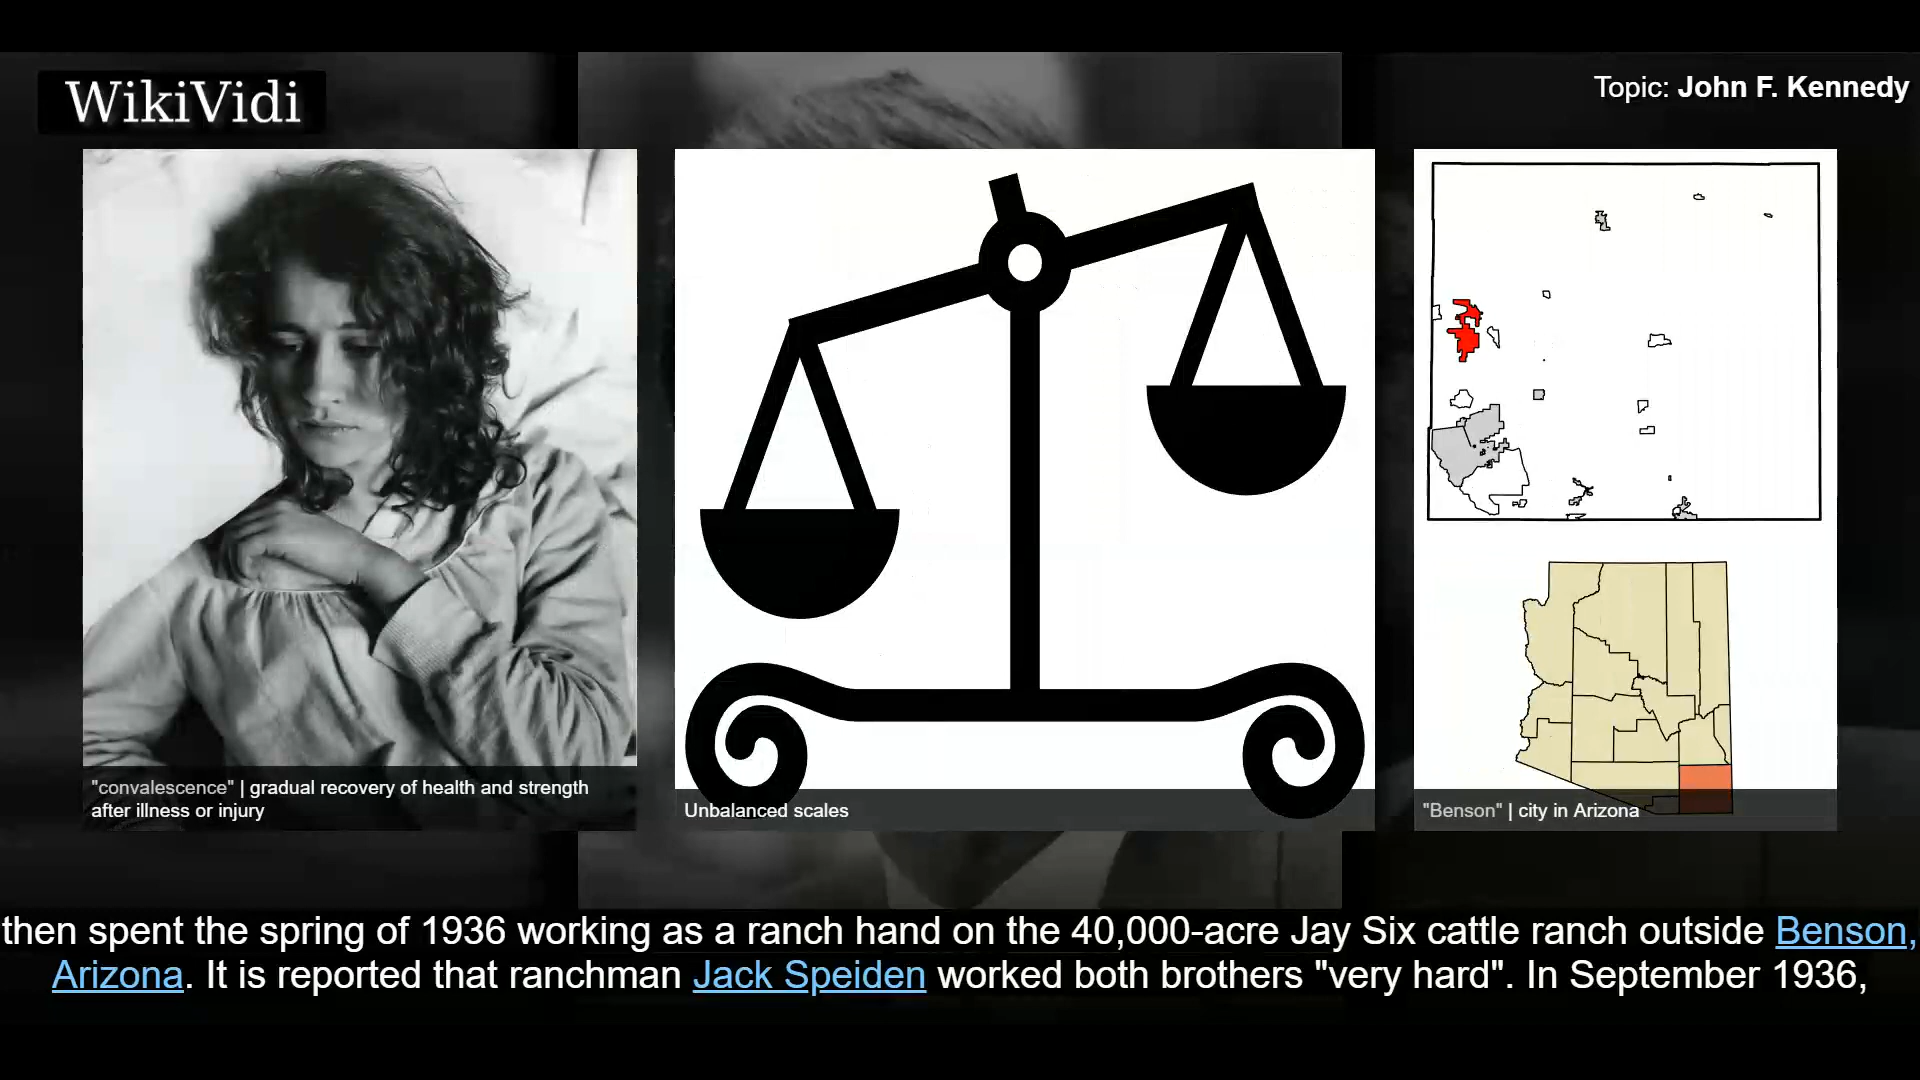 WikiVidi
Topic: John F. Kennedy
"convalescence" | gradual recovery of health and strength
after illness or injury
Unbalanced scales
"Benson" | city in Arizona
then spent the spring of 1936 working as a ranch hand on the 40,000-acre Jay Six cattle ranch outside Benson,
Arizona. It is reported that ranchman Jack Speiden worked both brothers "very hard". In September 1936,